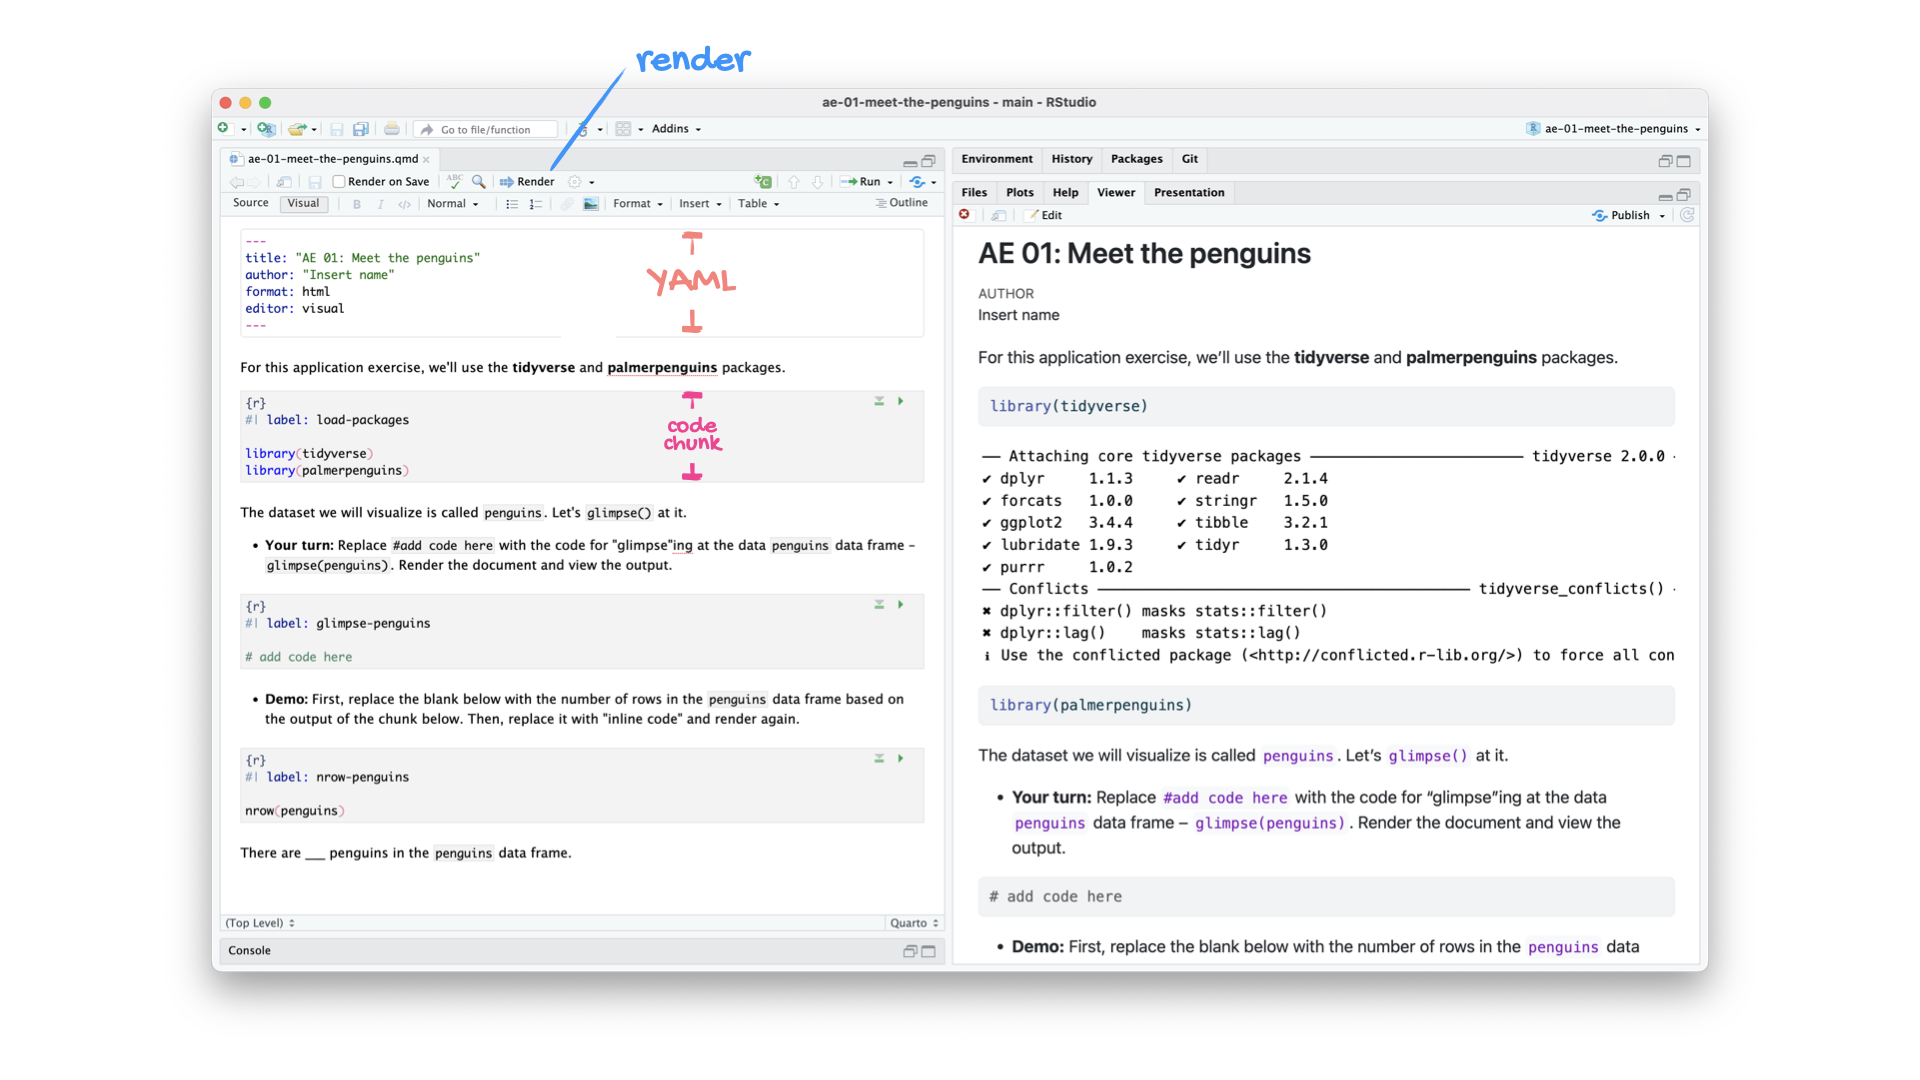 render
ae-01-meet-the-penguins - main - RStudio
Go to file/function
Addins
ae-01-meet-the-penguins
ae-01-meet-the-penguins.qmd
Render on Save
ABC
Render
Run
Source
Visual
B
I
</>
Normal
Format
Insert
Table
Outline
---
title: "AE 01: Meet the penguins"
author: "Insert name"
format: html
editor: visual
---
YAML
For this application exercise, we'll use the tidyverse and palmerpenguins packages.
{r}
#| label: load-packages
library(tidyverse)
library(palmerpenguins)
code
chunk
The dataset we will visualize is called penguins. Let's glimpse() at it.
• Your turn: Replace #add code here with the code for "glimpse"ing at the data penguins data frame –
glimpse(penguins). Render the document and view the output.
{r}
#| label: glimpse-penguins
# add code here
• Demo: First, replace the blank below with the number of rows in the penguins data frame based on
the output of the chunk below. Then, replace it with "inline code" and render again.
{r}
#| label: nrow-penguins
nrow(penguins)
There are ___ penguins in the penguins data frame.
(Top Level)
Quarto
Console
Environment
History
Packages
Git
Files
Plots
Help
Viewer
Presentation
Edit
Publish
AE 01: Meet the penguins
AUTHOR
Insert name
For this application exercise, we’ll use the tidyverse and palmerpenguins packages.
library(tidyverse)
── Attaching core tidyverse packages ──────────────── tidyverse 2.0.0 ·
✔ dplyr     1.1.3     ✔ readr     2.1.4
✔ forcats   1.0.0     ✔ stringr   1.5.0
✔ ggplot2   3.4.4     ✔ tibble    3.2.1
✔ lubridate 1.9.3     ✔ tidyr     1.3.0
✔ purrr     1.0.2
── Conflicts ──────────────────────────── tidyverse_conflicts() ·
✖ dplyr::filter() masks stats::filter()
✖ dplyr::lag()    masks stats::lag()
ℹ Use the conflicted package (<http://conflicted.r-lib.org/>) to force all con
library(palmerpenguins)
The dataset we will visualize is called penguins. Let’s glimpse() at it.
• Your turn: Replace #add code here with the code for “glimpse”ing at the data
penguins data frame – glimpse(penguins). Render the document and view the
output.
# add code here
• Demo: First, replace the blank below with the number of rows in the penguins data